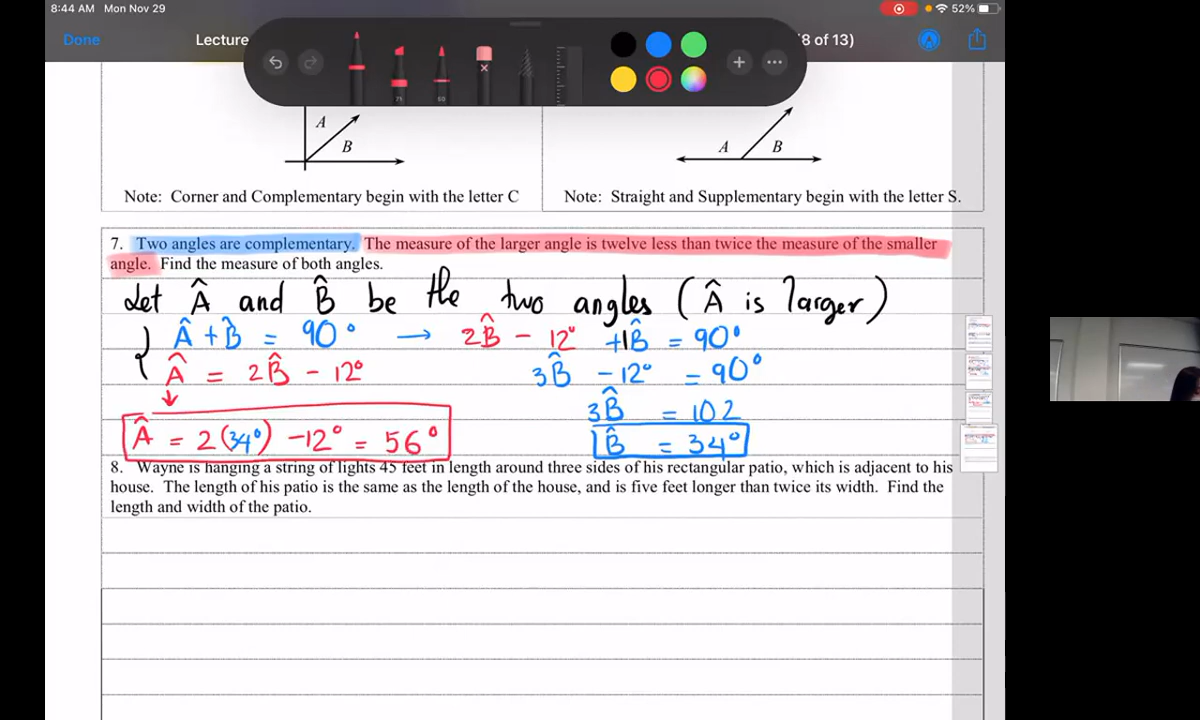 8:44 AM Mon Nov 29
52%
Done
Lecture
(8 of 13)
A
B
A
B
Note: Corner and Complementary begin with the letter C
Note: Straight and Supplementary begin with the letter S.
7. Two angles are complementary. The measure of the larger angle is twelve less than twice the measure of the smaller
angle. Find the measure of both angles.
Let Â and B̂ be the two angles (Â is larger)
Â + B̂ = 90° → 2B̂ - 12° +1B̂ = 90°
Â = 2B̂ - 12°
3B̂ - 12° = 90°
3B̂ = 102
Â = 2(34°) - 12° = 56°
B̂ = 34°
8. Wayne is hanging a string of lights 45 feet in length around three sides of his rectangular patio, which is adjacent to his
house. The length of his patio is the same as the length of the house, and is five feet longer than twice its width. Find the
length and width of the patio.